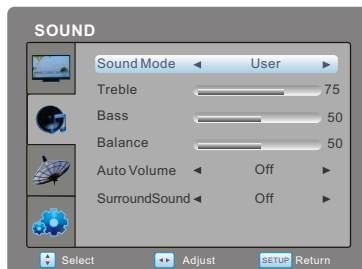 SOUND
Sound Mode ◄ User ►
Treble 75
Bass 50
Balance 50
Auto Volume ◄ Off ►
SurroundSound ◄ Off ►
Select Adjust SETUP Return